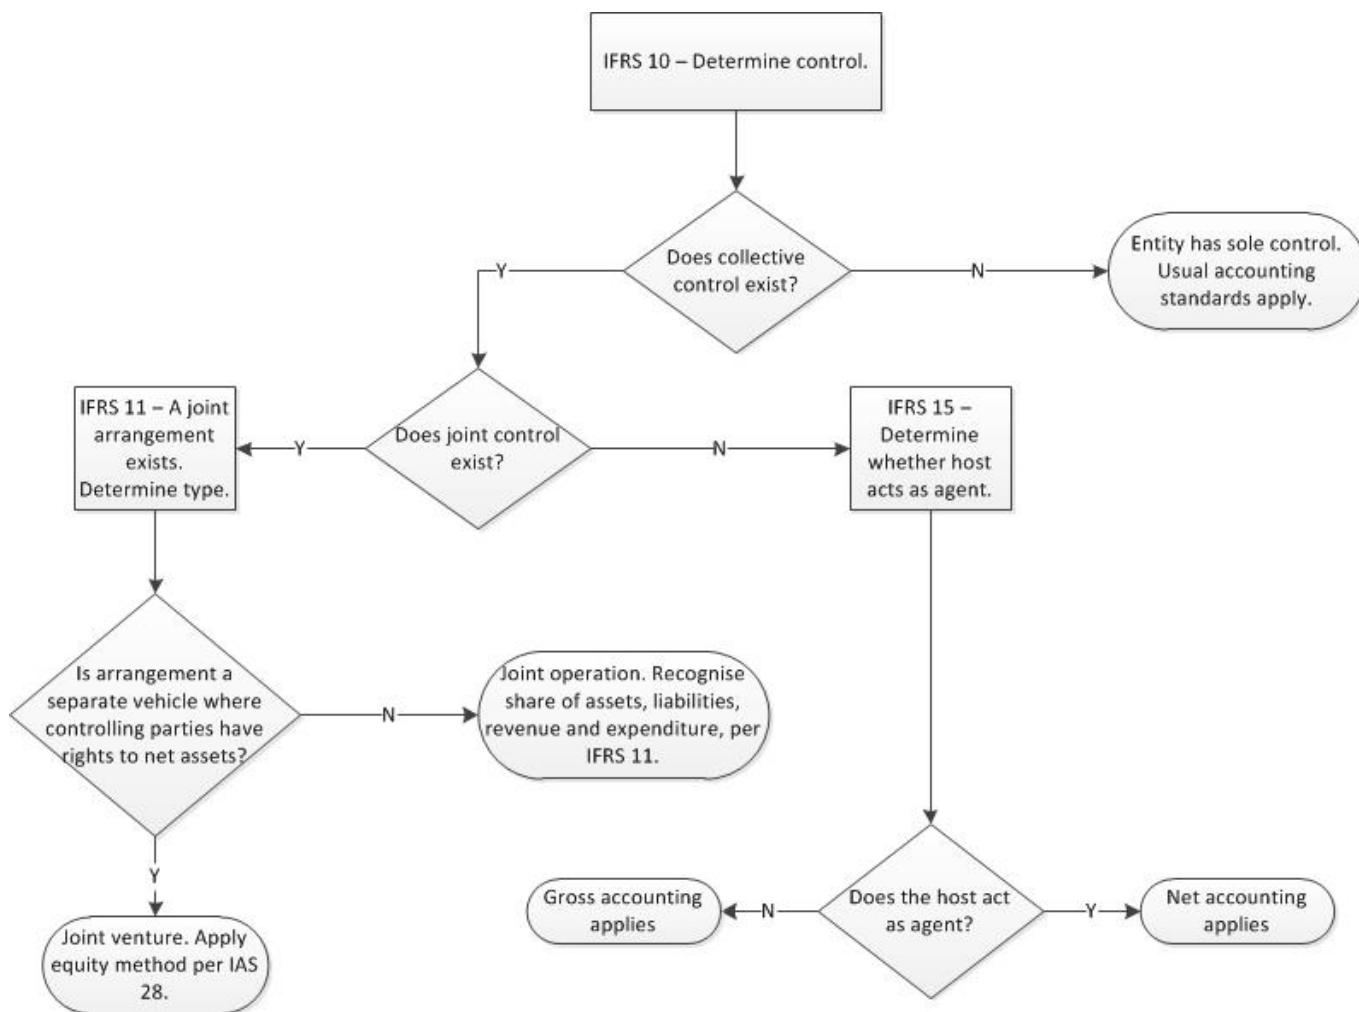 IFRS 10 – Determine control.
Does collective
control exist?
Y
N
Entity has sole control.
Usual accounting
standards apply.
IFRS 11 – A joint
arrangement
exists.
Determine type.
Y
Does joint control
exist?
N
IFRS 15 –
Determine
whether host
acts as agent.
Is arrangement a
separate vehicle where
controlling parties have
rights to net assets?
N
Joint operation. Recognise
share of assets, liabilities,
revenue and expenditure, per
IFRS 11.
Y
Joint venture. Apply
equity method per IAS
28.
Gross accounting
applies
N
Does the host act
as agent?
Y
Net accounting
applies